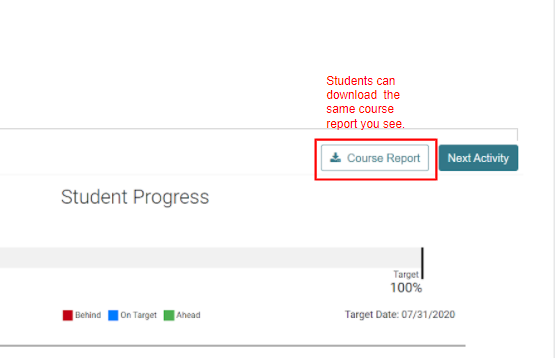 Students can
download the
same course
report you see.
Course Report
Next Activity
Student Progress
Target
100%
Behind
On Target
Ahead
Target Date: 07/31/2020